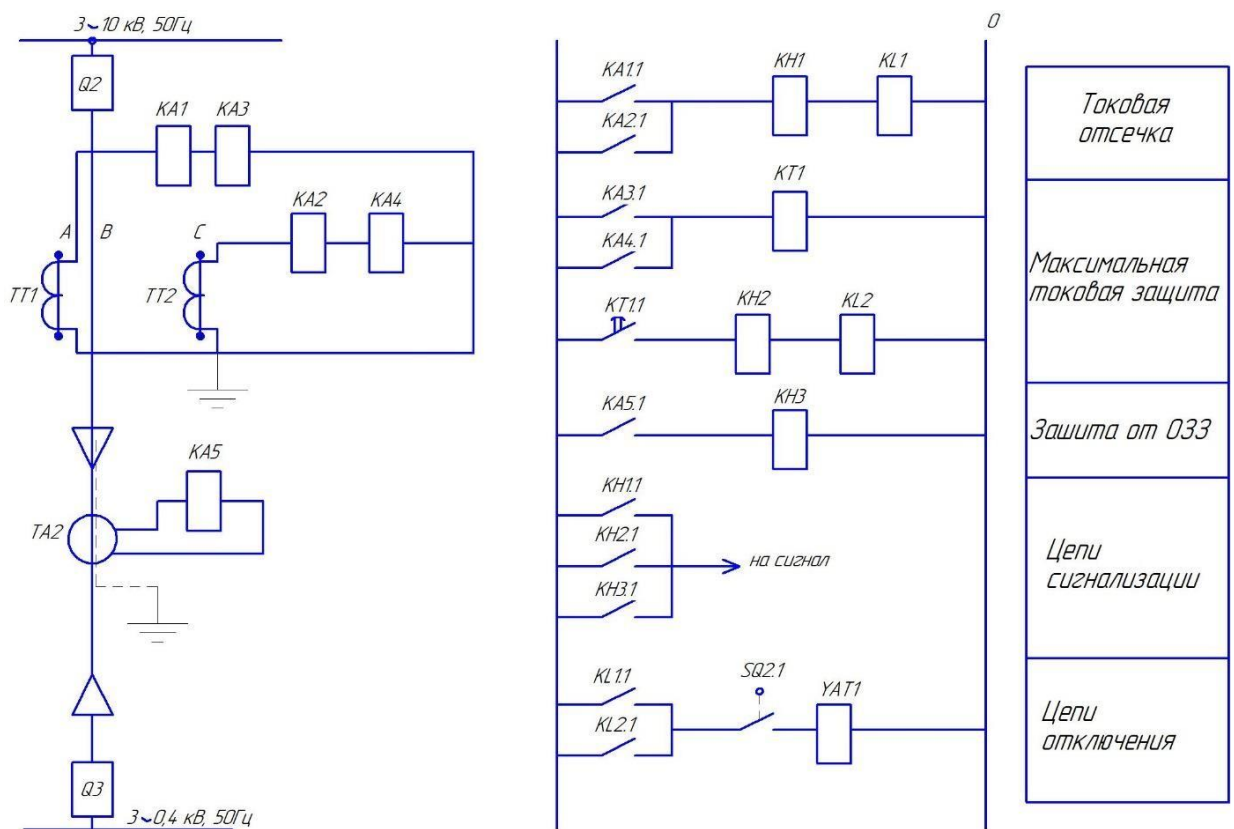 3~10 кВ, 50Гц
Q2
KA1
KA3
A
B
C
KA2
KA4
TT1
TT2
KA5
TA2
Q3
3~0,4 кВ, 50Гц
0
KA1.1
KA2.1
KH1
KL1
KA3.1
KA4.1
KT1
KT1.1
KH2
KL2
KA5.1
KH3
KH1.1
KH2.1
KH3.1
на сигнал
KL1.1
KL2.1
SQ2.1
YAT1
Токовая
отсечка
Максимальная
токовая защита
Зашита от ОЗЗ
Цепи
сигнализации
Цепи
отключения